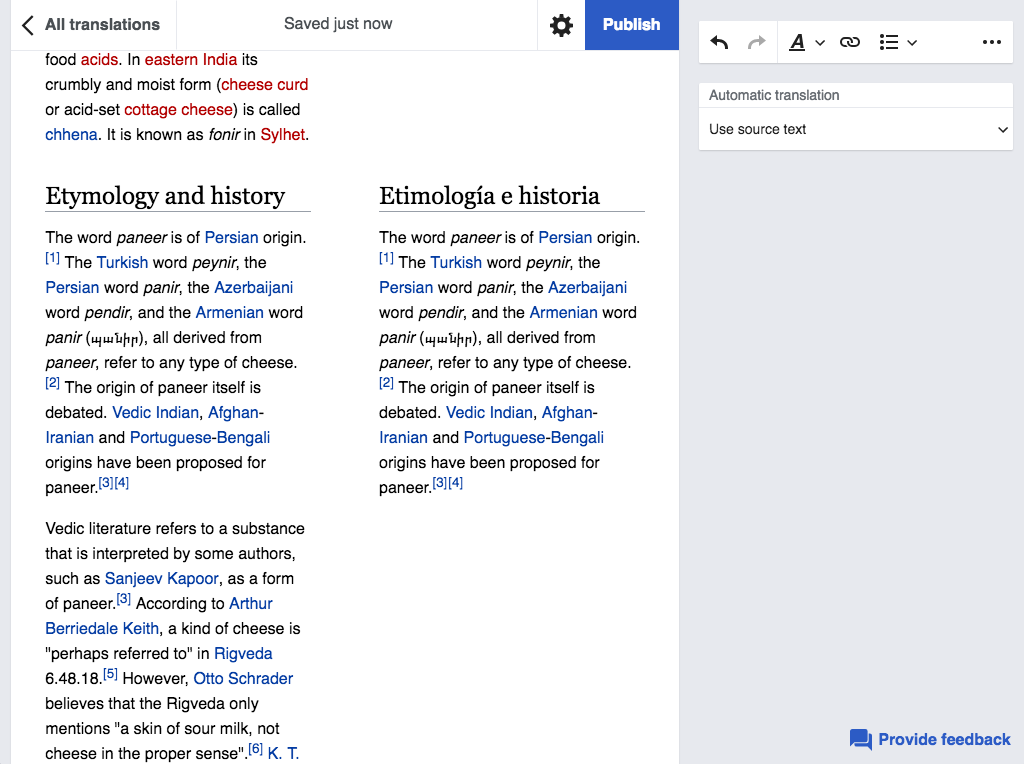 All translations
Saved just now
Publish
A
Automatic translation
Use source text
food acids. In eastern India its
crumbly and moist form (cheese curd
or acid-set cottage cheese) is called
chhena. It is known as fonir in Sylhet.
Etymology and history
The word paneer is of Persian origin.
[1] The Turkish word peynir, the
Persian word panir, the Azerbaijani
word pendir, and the Armenian word
panir (պանիր), all derived from
paneer, refer to any type of cheese.
[2] The origin of paneer itself is
debated. Vedic Indian, Afghan-
Iranian and Portuguese-Bengali
origins have been proposed for
paneer.[3][4]
Vedic literature refers to a substance
that is interpreted by some authors,
such as Sanjeev Kapoor, as a form
of paneer.[3] According to Arthur
Berriedale Keith, a kind of cheese is
"perhaps referred to" in Rigveda
6.48.18.[5] However, Otto Schrader
believes that the Rigveda only
mentions "a skin of sour milk, not
cheese in the proper sense".[6] K. T.
Etimología e historia
The word paneer is of Persian origin.
[1] The Turkish word peynir, the
Persian word panir, the Azerbaijani
word pendir, and the Armenian word
panir (պանիր), all derived from
paneer, refer to any type of cheese.
[2] The origin of paneer itself is
debated. Vedic Indian, Afghan-
Iranian and Portuguese-Bengali
origins have been proposed for
paneer.[3][4]
Provide feedback